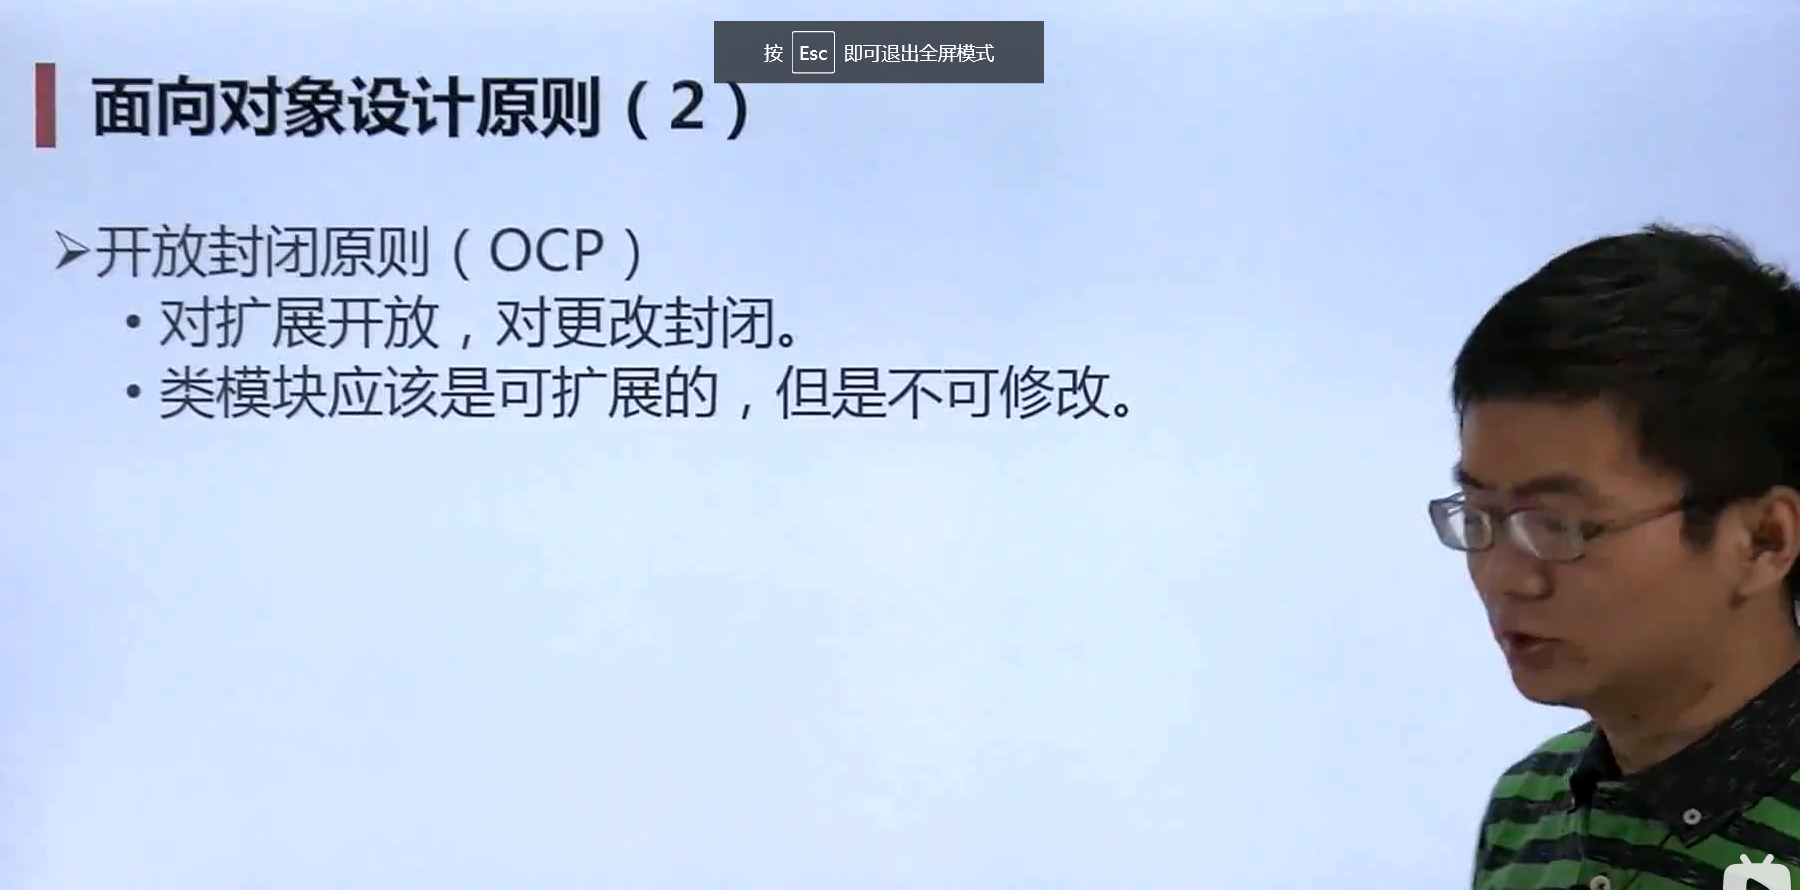 按 Esc 即可退出全屏模式
面向对象设计原则（2）
➢开放封闭原则（OCP）
•对扩展开放，对更改封闭。
•类模块应该是可扩展的，但是不可修改。